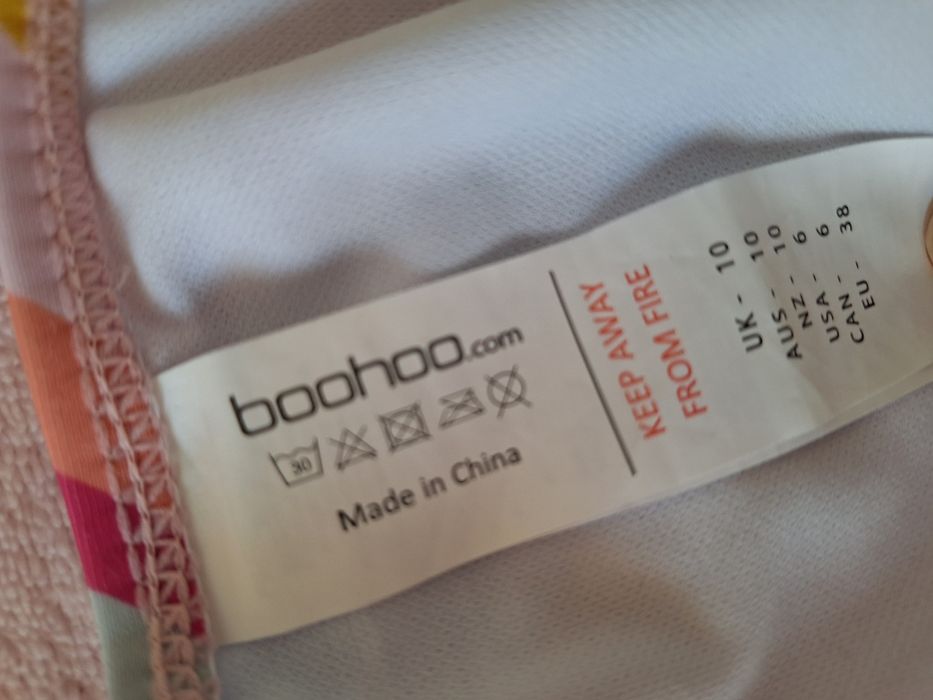 boohoo.com
30
Made in China
KEEP AWAY
FROM FIRE
UK - 10
AUS - 10
NZ - 10
USA - 6
CAN - 6
EU - 38